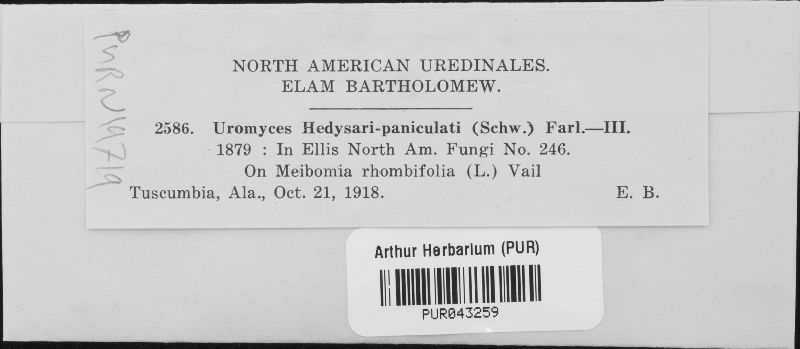 NORTH AMERICAN UREDINALES.
ELAM BARTHOLOMEW.
2586. Uromyces Hedysari-paniculati (Schw.) Farl.—III.
1879 : In Ellis North Am. Fungi No. 246.
On Meibomia rhombifolia (L.) Vail
Tuscumbia, Ala., Oct. 21, 1918. E. B.
PUR N1979
Arthur Herbarium (PUR)
PUR043259